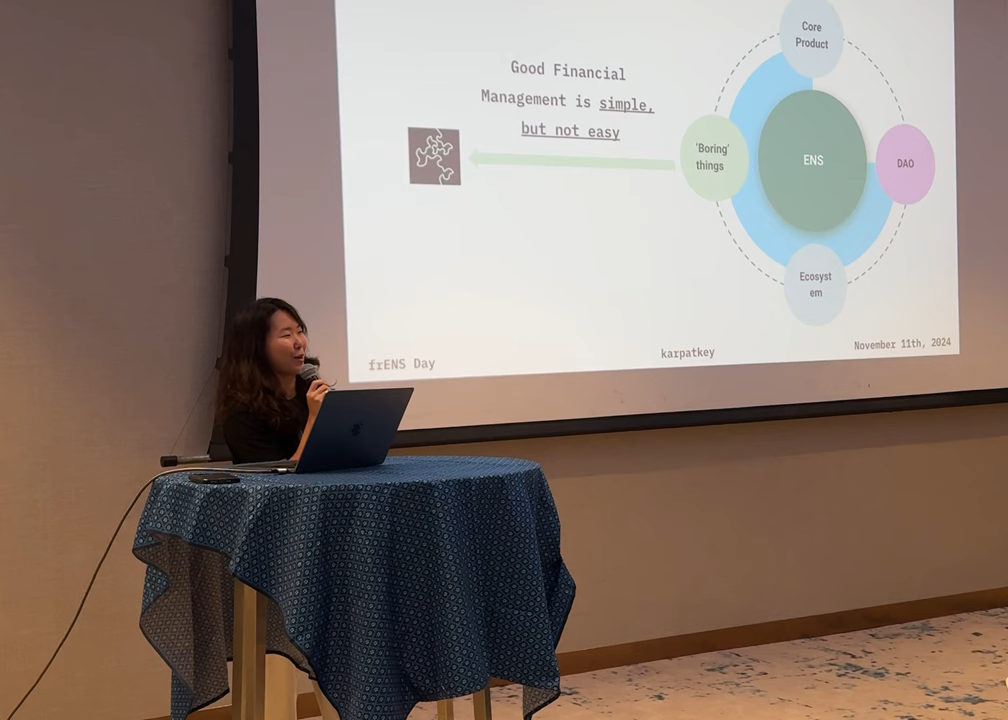 Good Financial
Management is simple,
but not easy
Core
Product
'Boring'
things
ENS
DAO
Ecosyst
em
frENS Day
karpatkey
November 11th, 2024